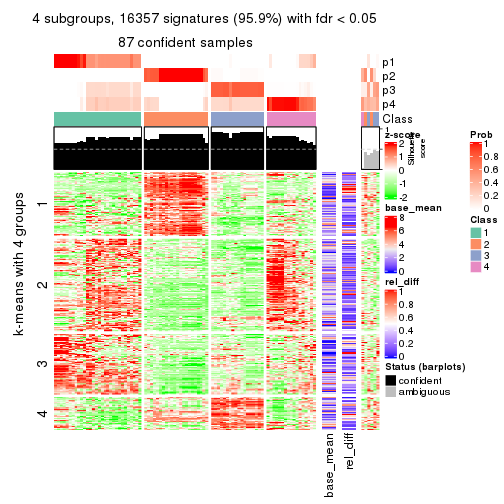 4 subgroups, 16357 signatures (95.9%) with fdr < 0.05
87 confident samples
p1
p2
p3
p4
Class
1
Silhouette
score
k-means with 4 groups
1
2
3
4
base_mean
rel_diff
z-score
2
1
0
-1
-2
base_mean
8
6
4
2
0
rel_diff
1
0.8
0.6
0.4
0.2
0
Status (barplots)
confident
ambiguous
Prob
1
0.8
0.6
0.4
0.2
0
Class
1
2
3
4